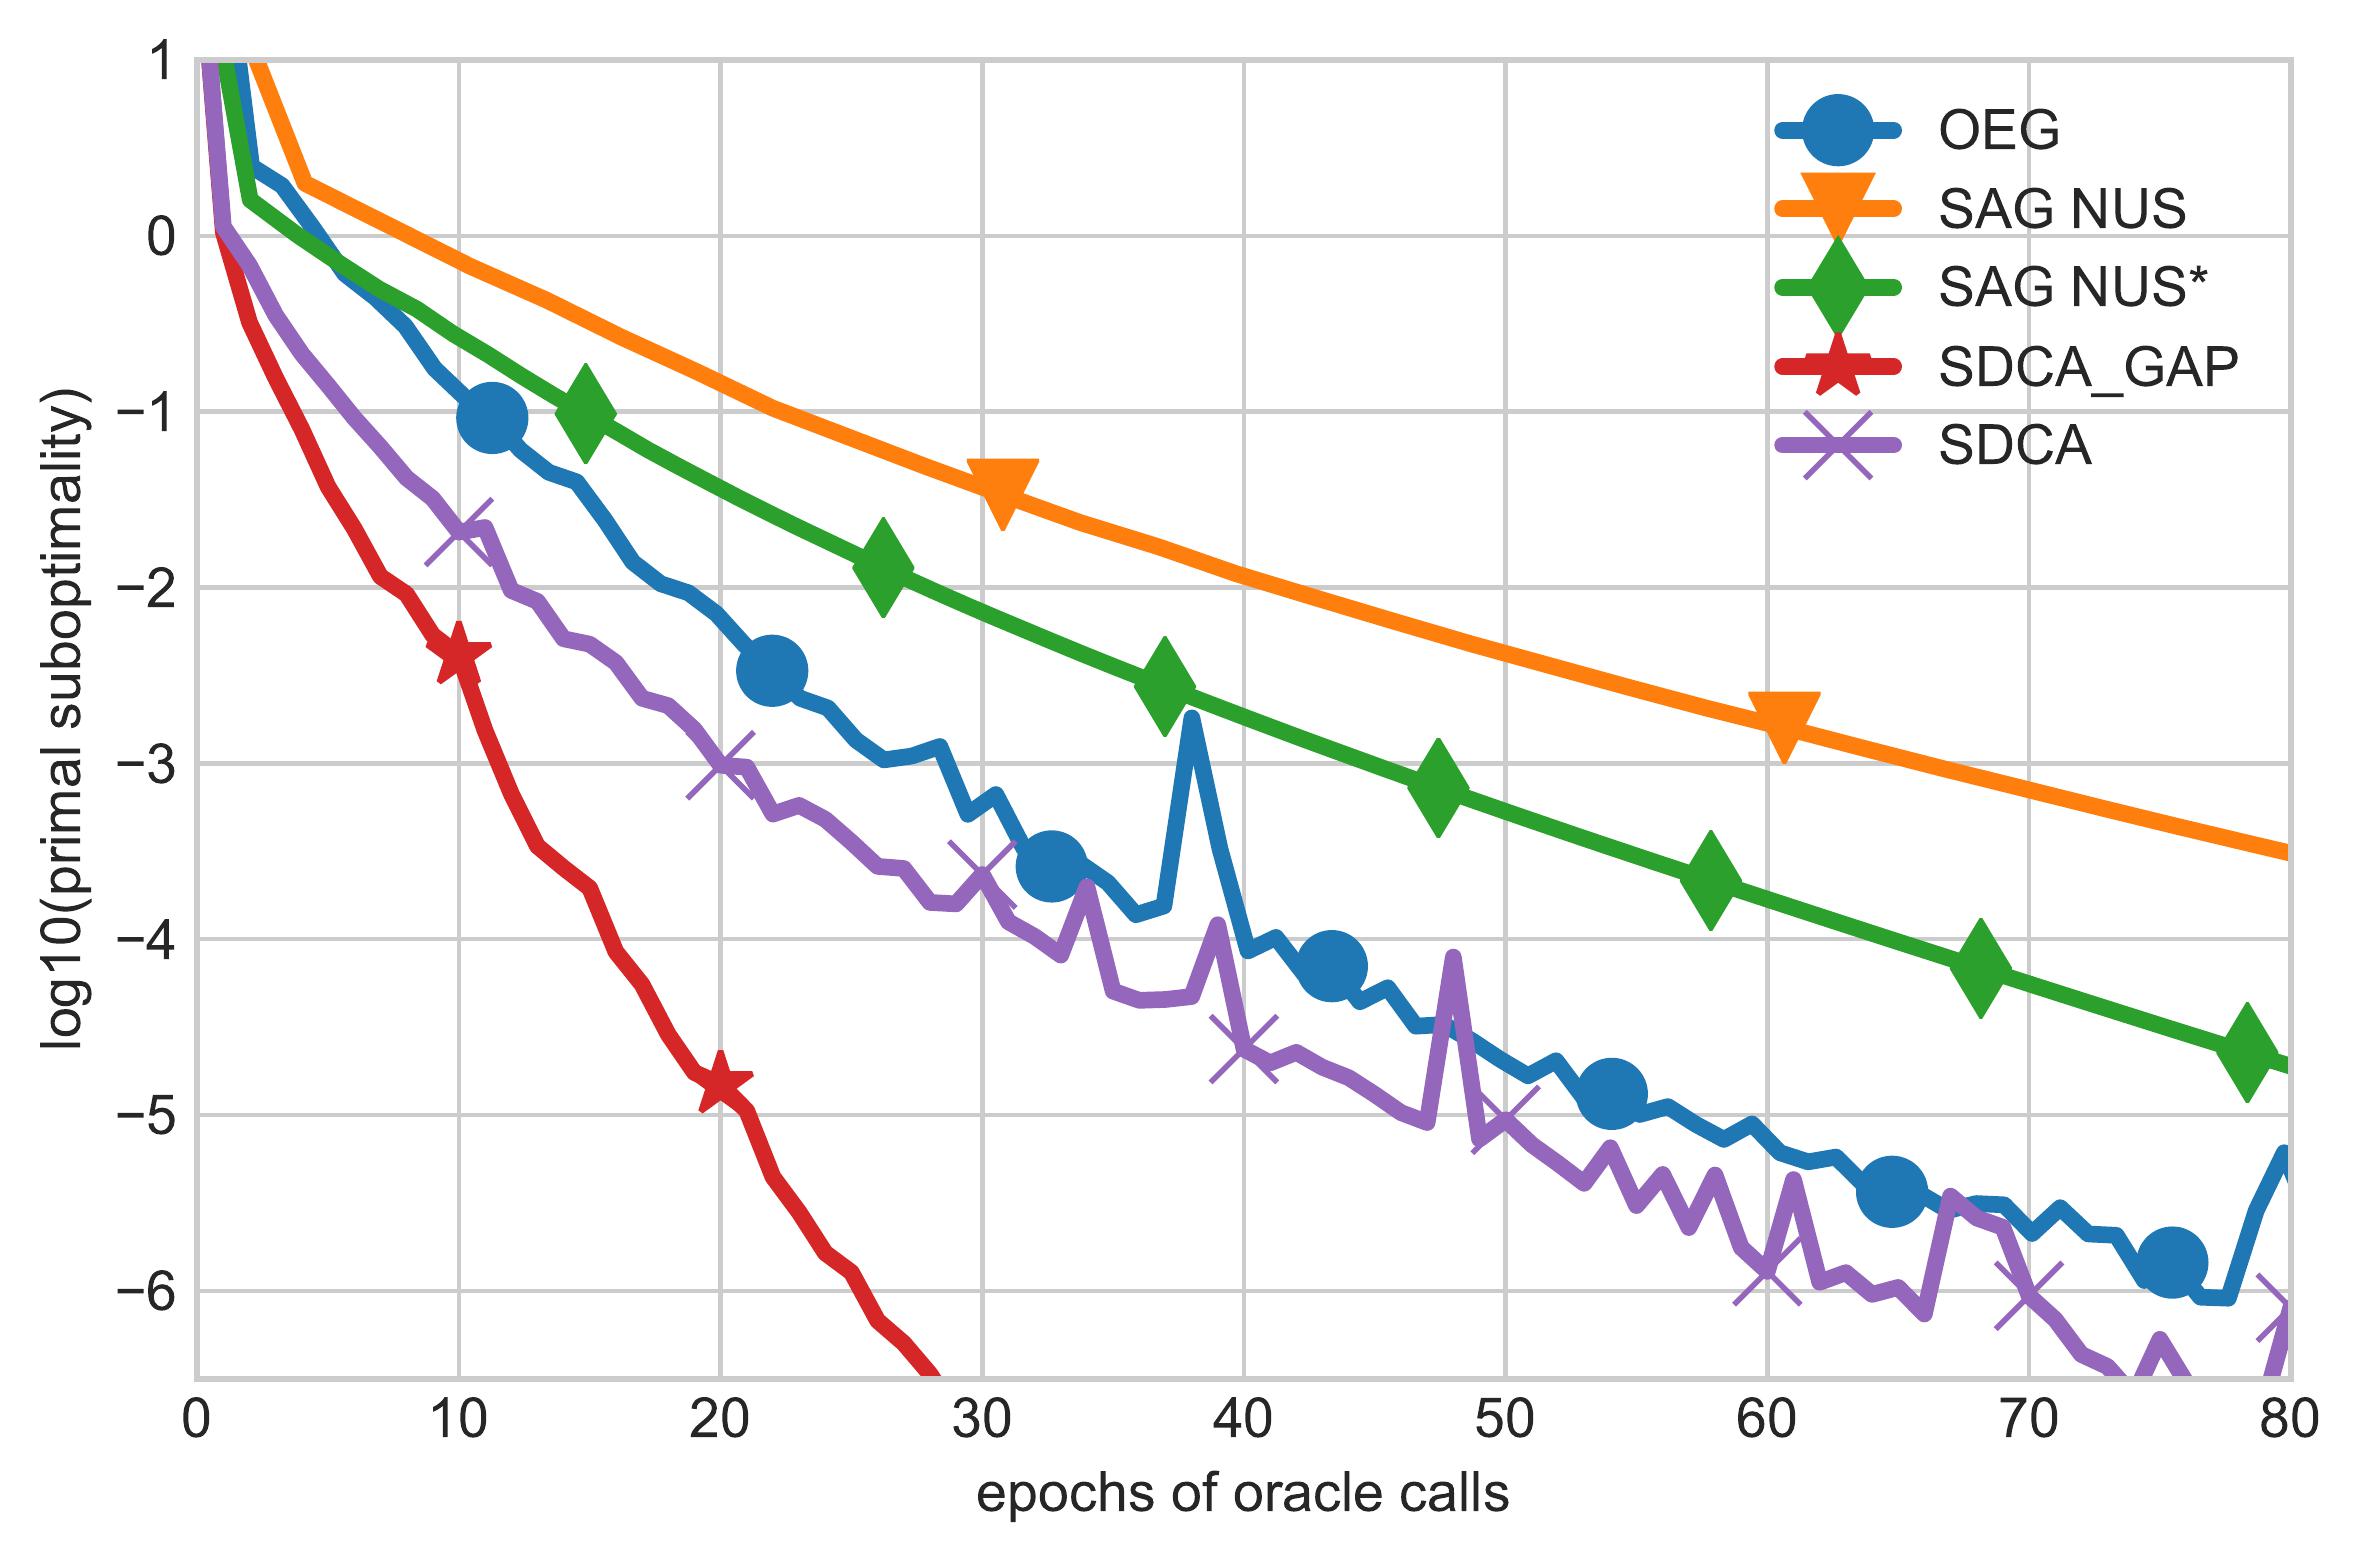 log10(primal suboptimality)
1
0
−1
−2
−3
−4
−5
−6
OEG
SAG NUS
SAG NUS*
SDCA_GAP
SDCA
0 10 20 30 40 50 60 70 80
epochs of oracle calls